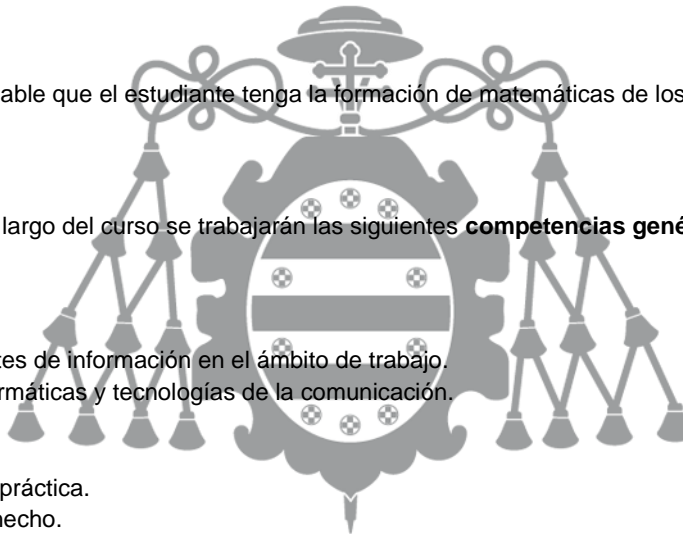 able que el estudiante tenga la formación de matemáticas de los
largo del curso se trabajarán las siguientes competencias gené
tes de información en el ámbito de trabajo.
rmáticas y tecnologías de la comunicación.
práctica.
hecho.